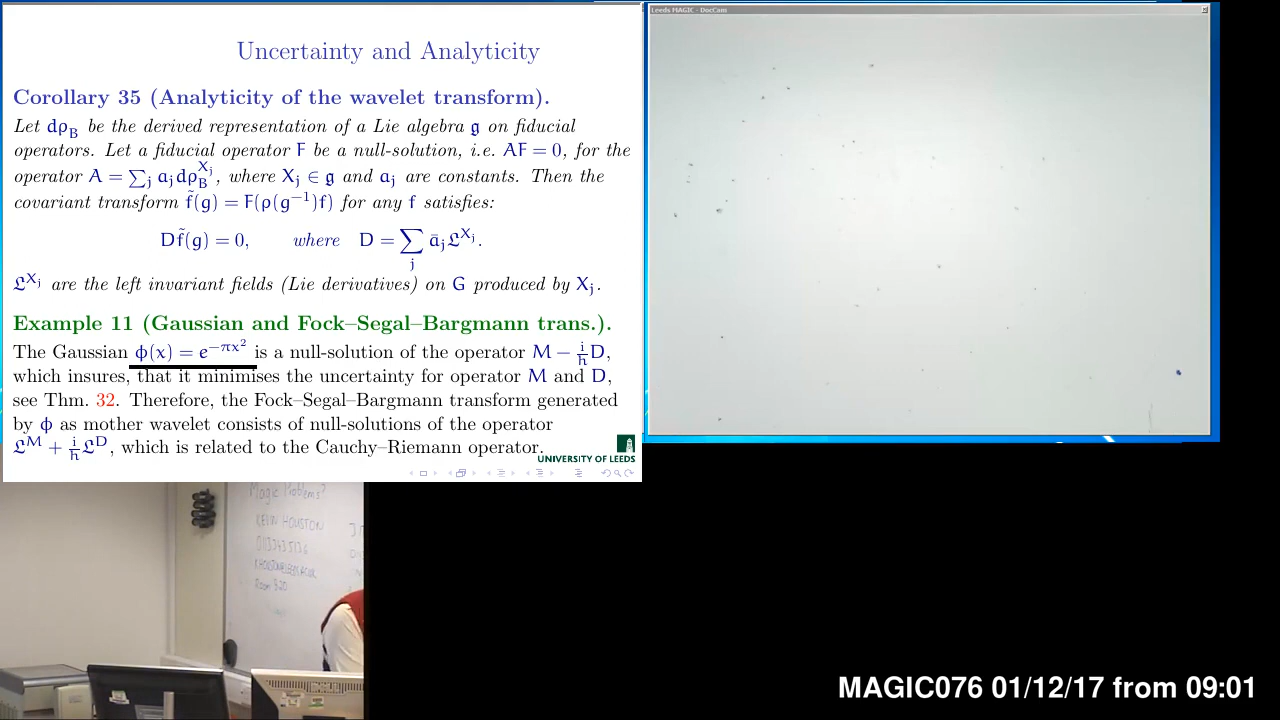 Leeds MAGIC - DocCam
Uncertainty and Analyticity
Corollary 35 (Analyticity of the wavelet transform).
Let dρ_B be the derived representation of a Lie algebra 𝔤 on fiducial
operators. Let a fiducial operator F be a null-solution, i.e. AF = 0, for the
operator A = ∑_j a_j dρ_B^{X_j}, where X_j ∈ 𝔤 and a_j are constants. Then the
covariant transform f̃(g) = F(ρ(g⁻¹)f) for any f satisfies:
Df̃(g) = 0, where D = ∑_j ā_j 𝔏^{X_j}.
𝔏^{X_j} are the left invariant fields (Lie derivatives) on G produced by X_j.
Example 11 (Gaussian and Fock–Segal–Bargmann trans.).
The Gaussian ϕ(x) = e^{−πx²} is a null-solution of the operator M − i/ħ D,
which insures, that it minimises the uncertainty for operator M and D,
see Thm. 32. Therefore, the Fock–Segal–Bargmann transform generated
by ϕ as mother wavelet consists of null-solutions of the operator
𝔏^M + i/ħ 𝔏^D, which is related to the Cauchy–Riemann operator.
UNIVERSITY OF LEEDS
Magic Problems?
KEVIN HOUSTON
Room 8.20
MAGIC076 01/12/17 from 09:01